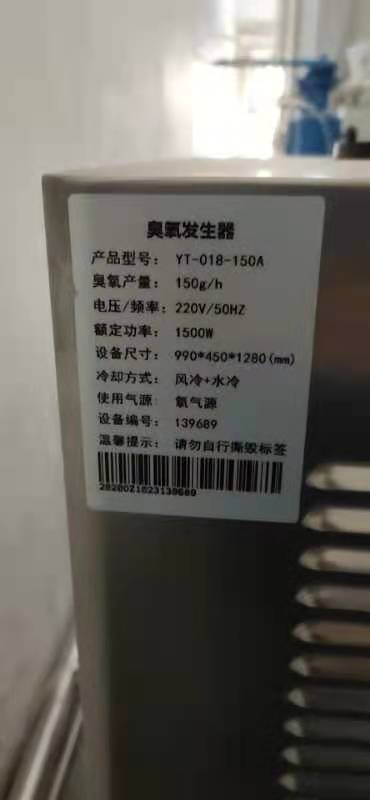 臭氧发生器
产品型号： YT-018-150A
臭氧产量： 150g/h
电压/频率： 220V/50HZ
额定功率： 1500W
设备尺寸： 990*450*1280(mm)
冷却方式： 风冷+水冷
使用气源 氧气源
设备编号： 139689
温馨提示： 请勿自行撕毁标签
20200Z1023139689